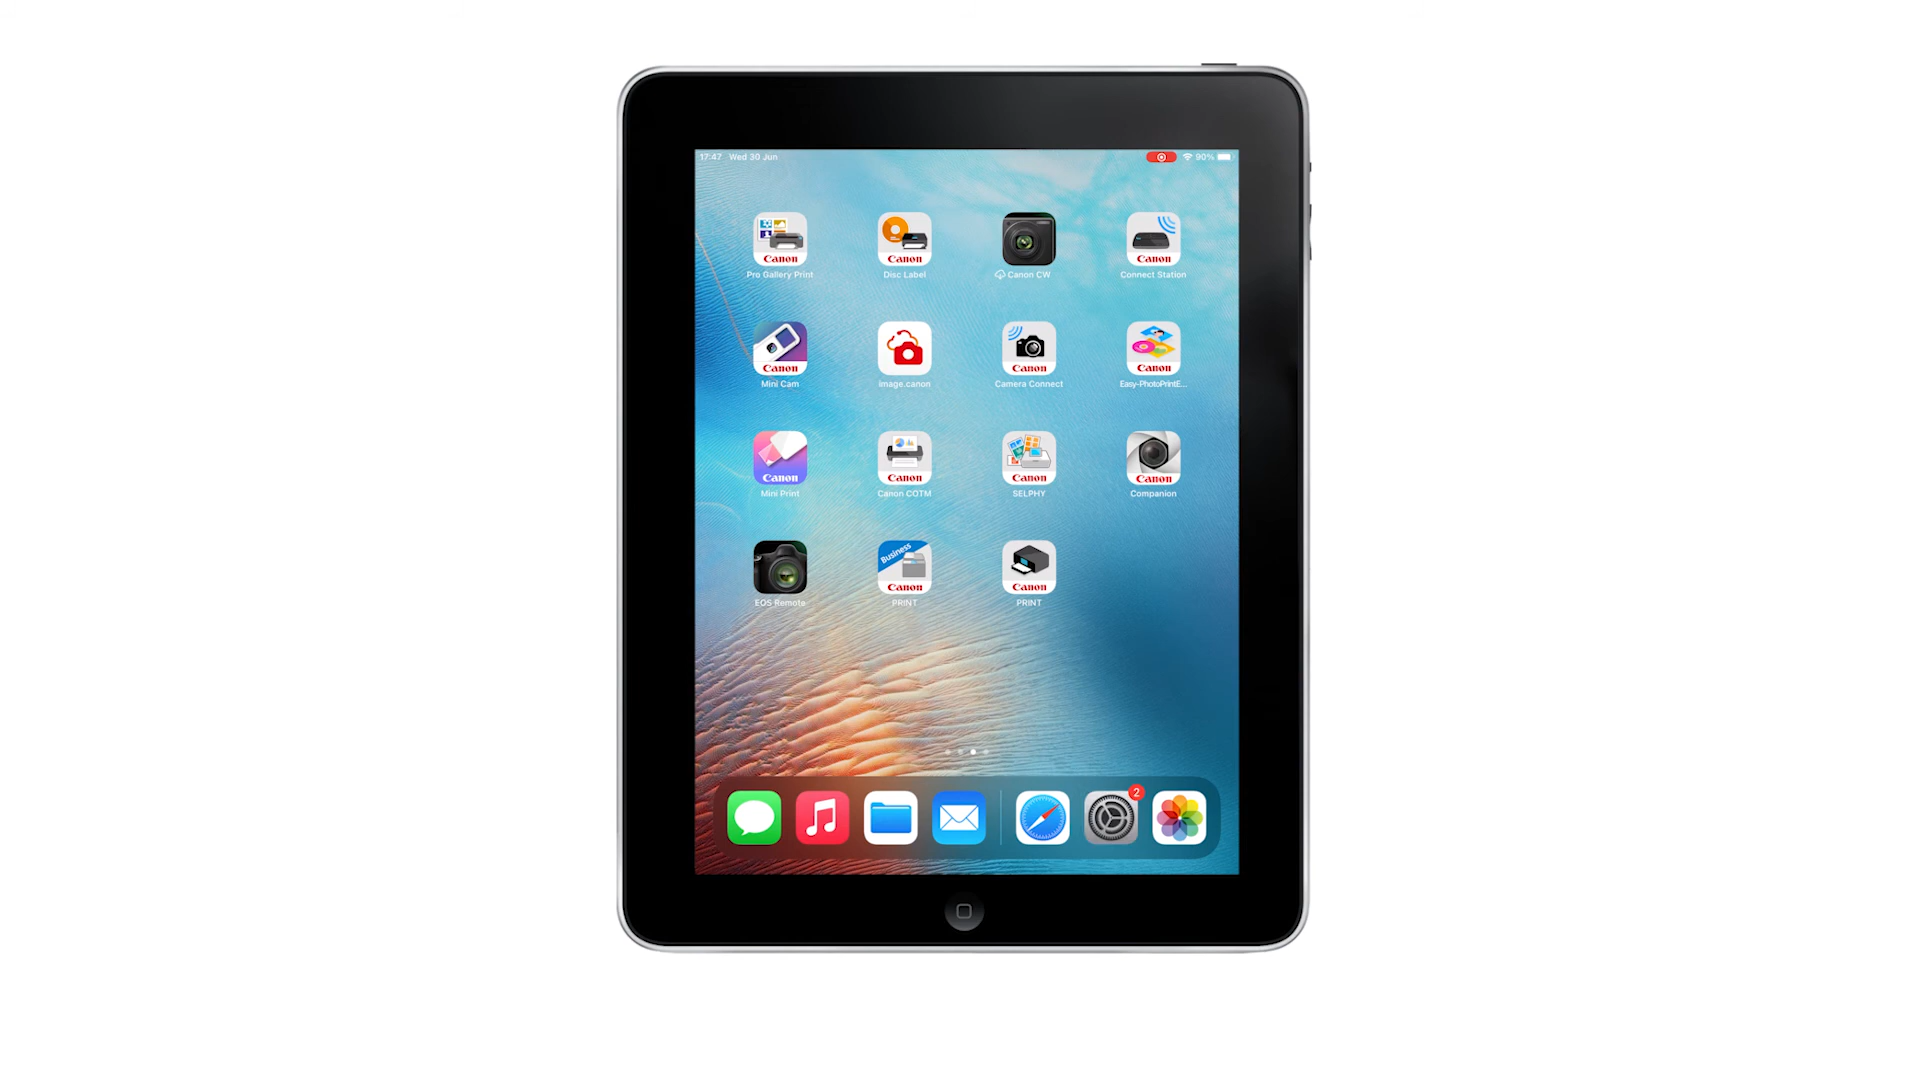 17:47 Wed 30 Jun
90%
Canon Canon Canon
Pro Gallery Print Disc Label Canon CW Connect Station
Canon Canon Canon
Mini Cam image.canon Camera Connect Easy-PhotoPrintE...
Canon Canon Canon Canon
Mini Print Canon COTM SELPHY Companion
Business
Canon Canon
EOS Remote PRINT PRINT
2